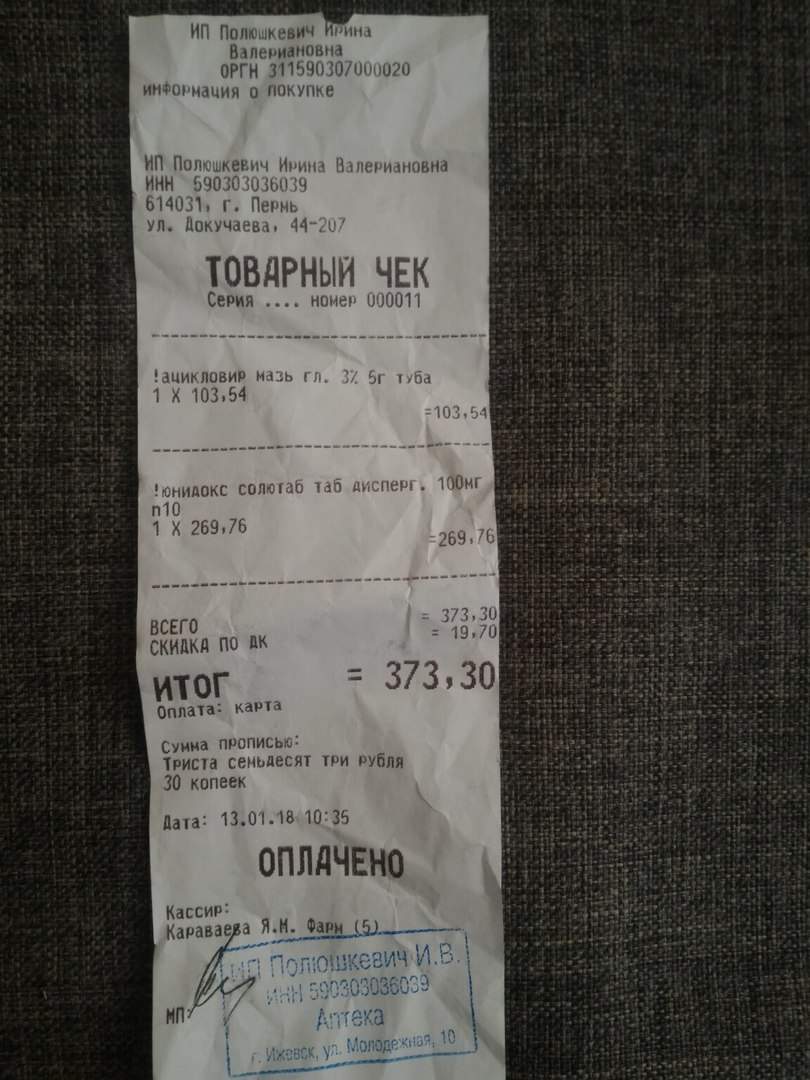 ИП Полюшкевич Ирина
Валериановна
ОРГН 311590307000020
информация о покупке
ИП Полюшкевич Ирина Валериановна
ИНН 590303036039
614031, г. Пермь
ул. Докучаева, 44-207
ТОВАРНЫЙ ЧЕК
Серия .... номер 000011
!ацикловир мазь гл. 3% 5г туба
1 X 103,54
=103,54
!юнидокс солютаб таб дисперг. 100мг
n10
1 X 269,76
=269,76
ВСЕГО = 373,30
СКИДКА ПО ДК = 19,70
ИТОГ = 373,30
Оплата: карта
Сумма прописью:
Триста семьдесят три рубля
30 копеек
Дата: 13.01.18 10:35
ОПЛАЧЕНО
Кассир:
Караваева Я.М. Фарм (5)
ИП Полюшкевич И.В.
ИНН 590303036039
Аптека
г. Ижевск, ул. Молодежная, 10
МП: